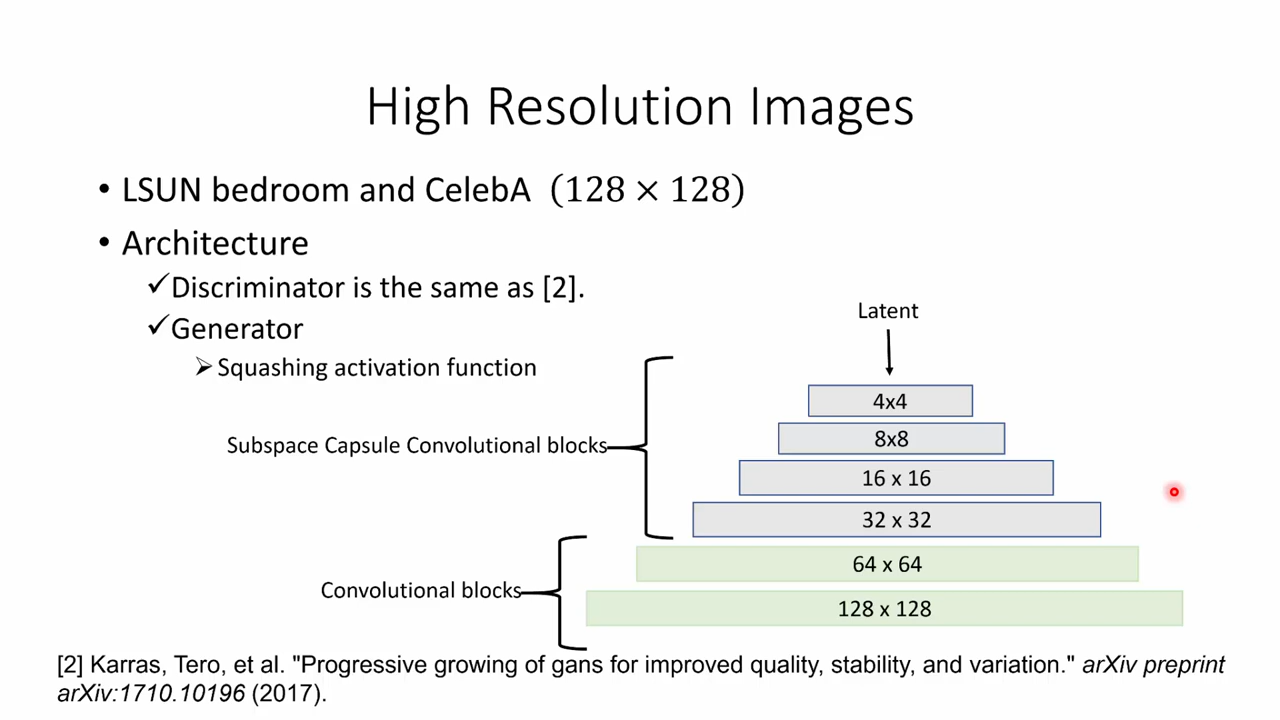 High Resolution Images
• LSUN bedroom and CelebA (128 × 128)
• Architecture
✓Discriminator is the same as [2].
✓Generator
➢Squashing activation function
Latent
4x4
8x8
Subspace Capsule Convolutional blocks
16 x 16
32 x 32
64 x 64
Convolutional blocks
128 x 128
[2] Karras, Tero, et al. "Progressive growing of gans for improved quality, stability, and variation." arXiv preprint
arXiv:1710.10196 (2017).